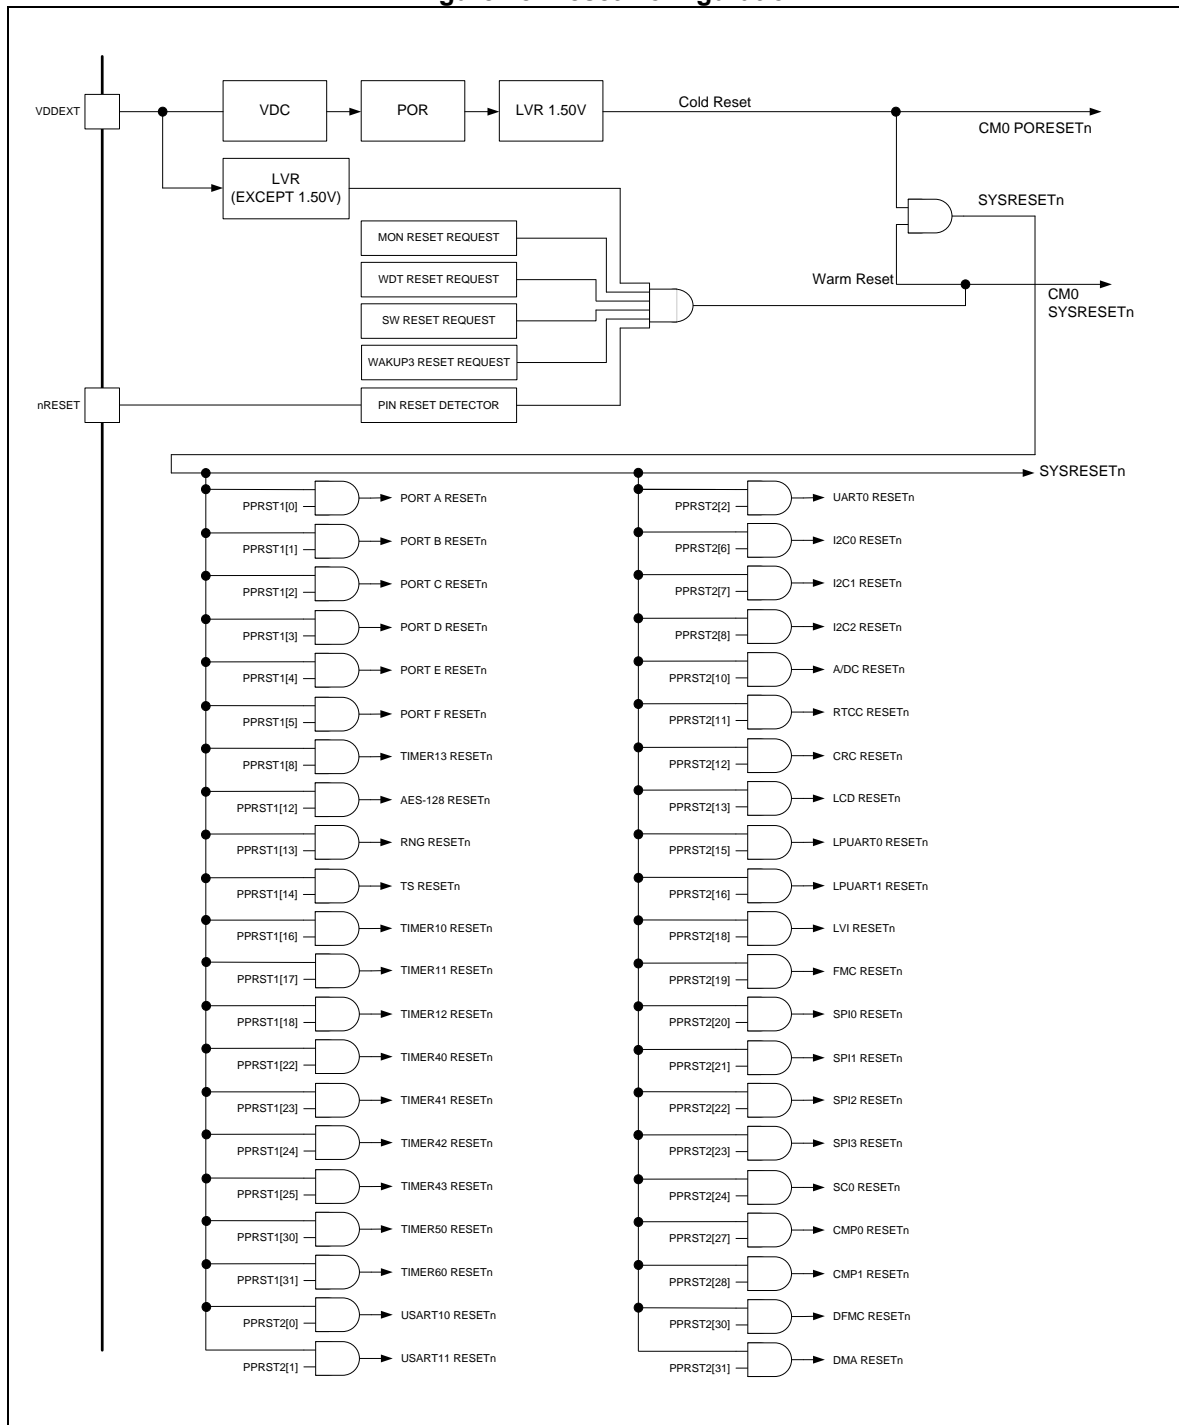 VDDEXT
VDC
POR
LVR 1.50V
Cold Reset
CM0 PORESETn
LVR
(EXCEPT 1.50V)
SYSRESETn
MON RESET REQUEST
WDT RESET REQUEST
SW RESET REQUEST
WAKUP3 RESET REQUEST
Warm Reset
CM0
SYSRESETn
nRESET
PIN RESET DETECTOR
SYSRESETn
PPRST1[0]
PORT A RESETn
PPRST1[1]
PORT B RESETn
PPRST1[2]
PORT C RESETn
PPRST1[3]
PORT D RESETn
PPRST1[4]
PORT E RESETn
PPRST1[5]
PORT F RESETn
PPRST1[8]
TIMER13 RESETn
PPRST1[12]
AES-128 RESETn
PPRST1[13]
RNG RESETn
PPRST1[14]
TS RESETn
PPRST1[16]
TIMER10 RESETn
PPRST1[17]
TIMER11 RESETn
PPRST1[18]
TIMER12 RESETn
PPRST1[22]
TIMER40 RESETn
PPRST1[23]
TIMER41 RESETn
PPRST1[24]
TIMER42 RESETn
PPRST1[25]
TIMER43 RESETn
PPRST1[30]
TIMER50 RESETn
PPRST1[31]
TIMER60 RESETn
PPRST2[0]
USART10 RESETn
PPRST2[1]
USART11 RESETn
PPRST2[2]
UART0 RESETn
PPRST2[6]
I2C0 RESETn
PPRST2[7]
I2C1 RESETn
PPRST2[8]
I2C2 RESETn
PPRST2[10]
A/DC RESETn
PPRST2[11]
RTCC RESETn
PPRST2[12]
CRC RESETn
PPRST2[13]
LCD RESETn
PPRST2[15]
LPUART0 RESETn
PPRST2[16]
LPUART1 RESETn
PPRST2[18]
LVI RESETn
PPRST2[19]
FMC RESETn
PPRST2[20]
SPI0 RESETn
PPRST2[21]
SPI1 RESETn
PPRST2[22]
SPI2 RESETn
PPRST2[23]
SPI3 RESETn
PPRST2[24]
SC0 RESETn
PPRST2[27]
CMP0 RESETn
PPRST2[28]
CMP1 RESETn
PPRST2[30]
DFMC RESETn
PPRST2[31]
DMA RESETn